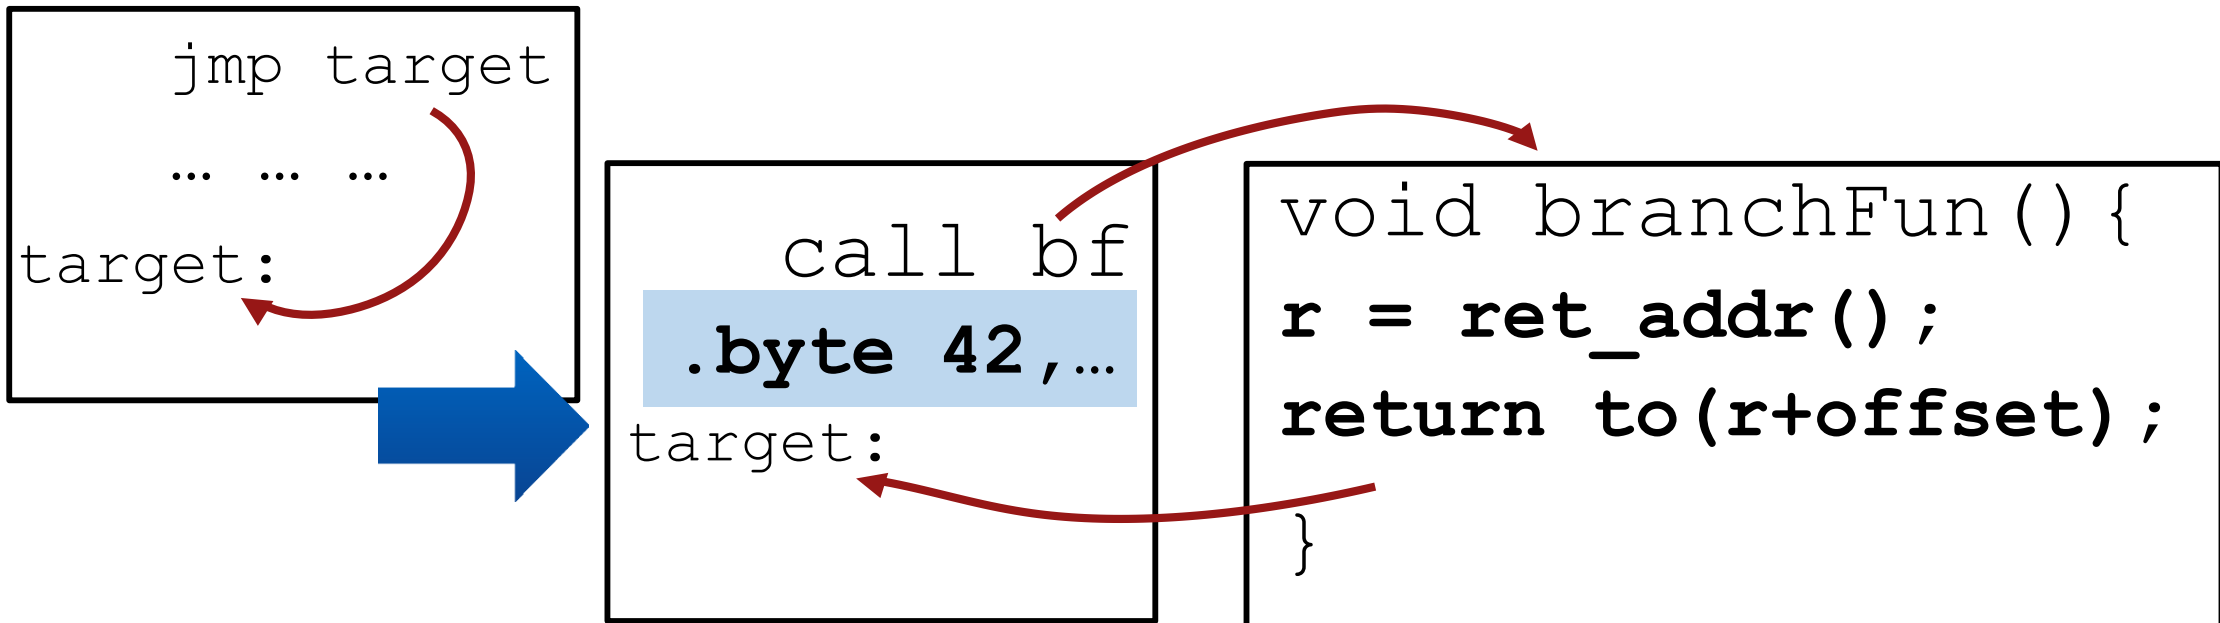 jmp target
… … …
target:
call bf
.byte 42,…
target:
void branchFun(){
r = ret_addr();
return to(r+offset);
}